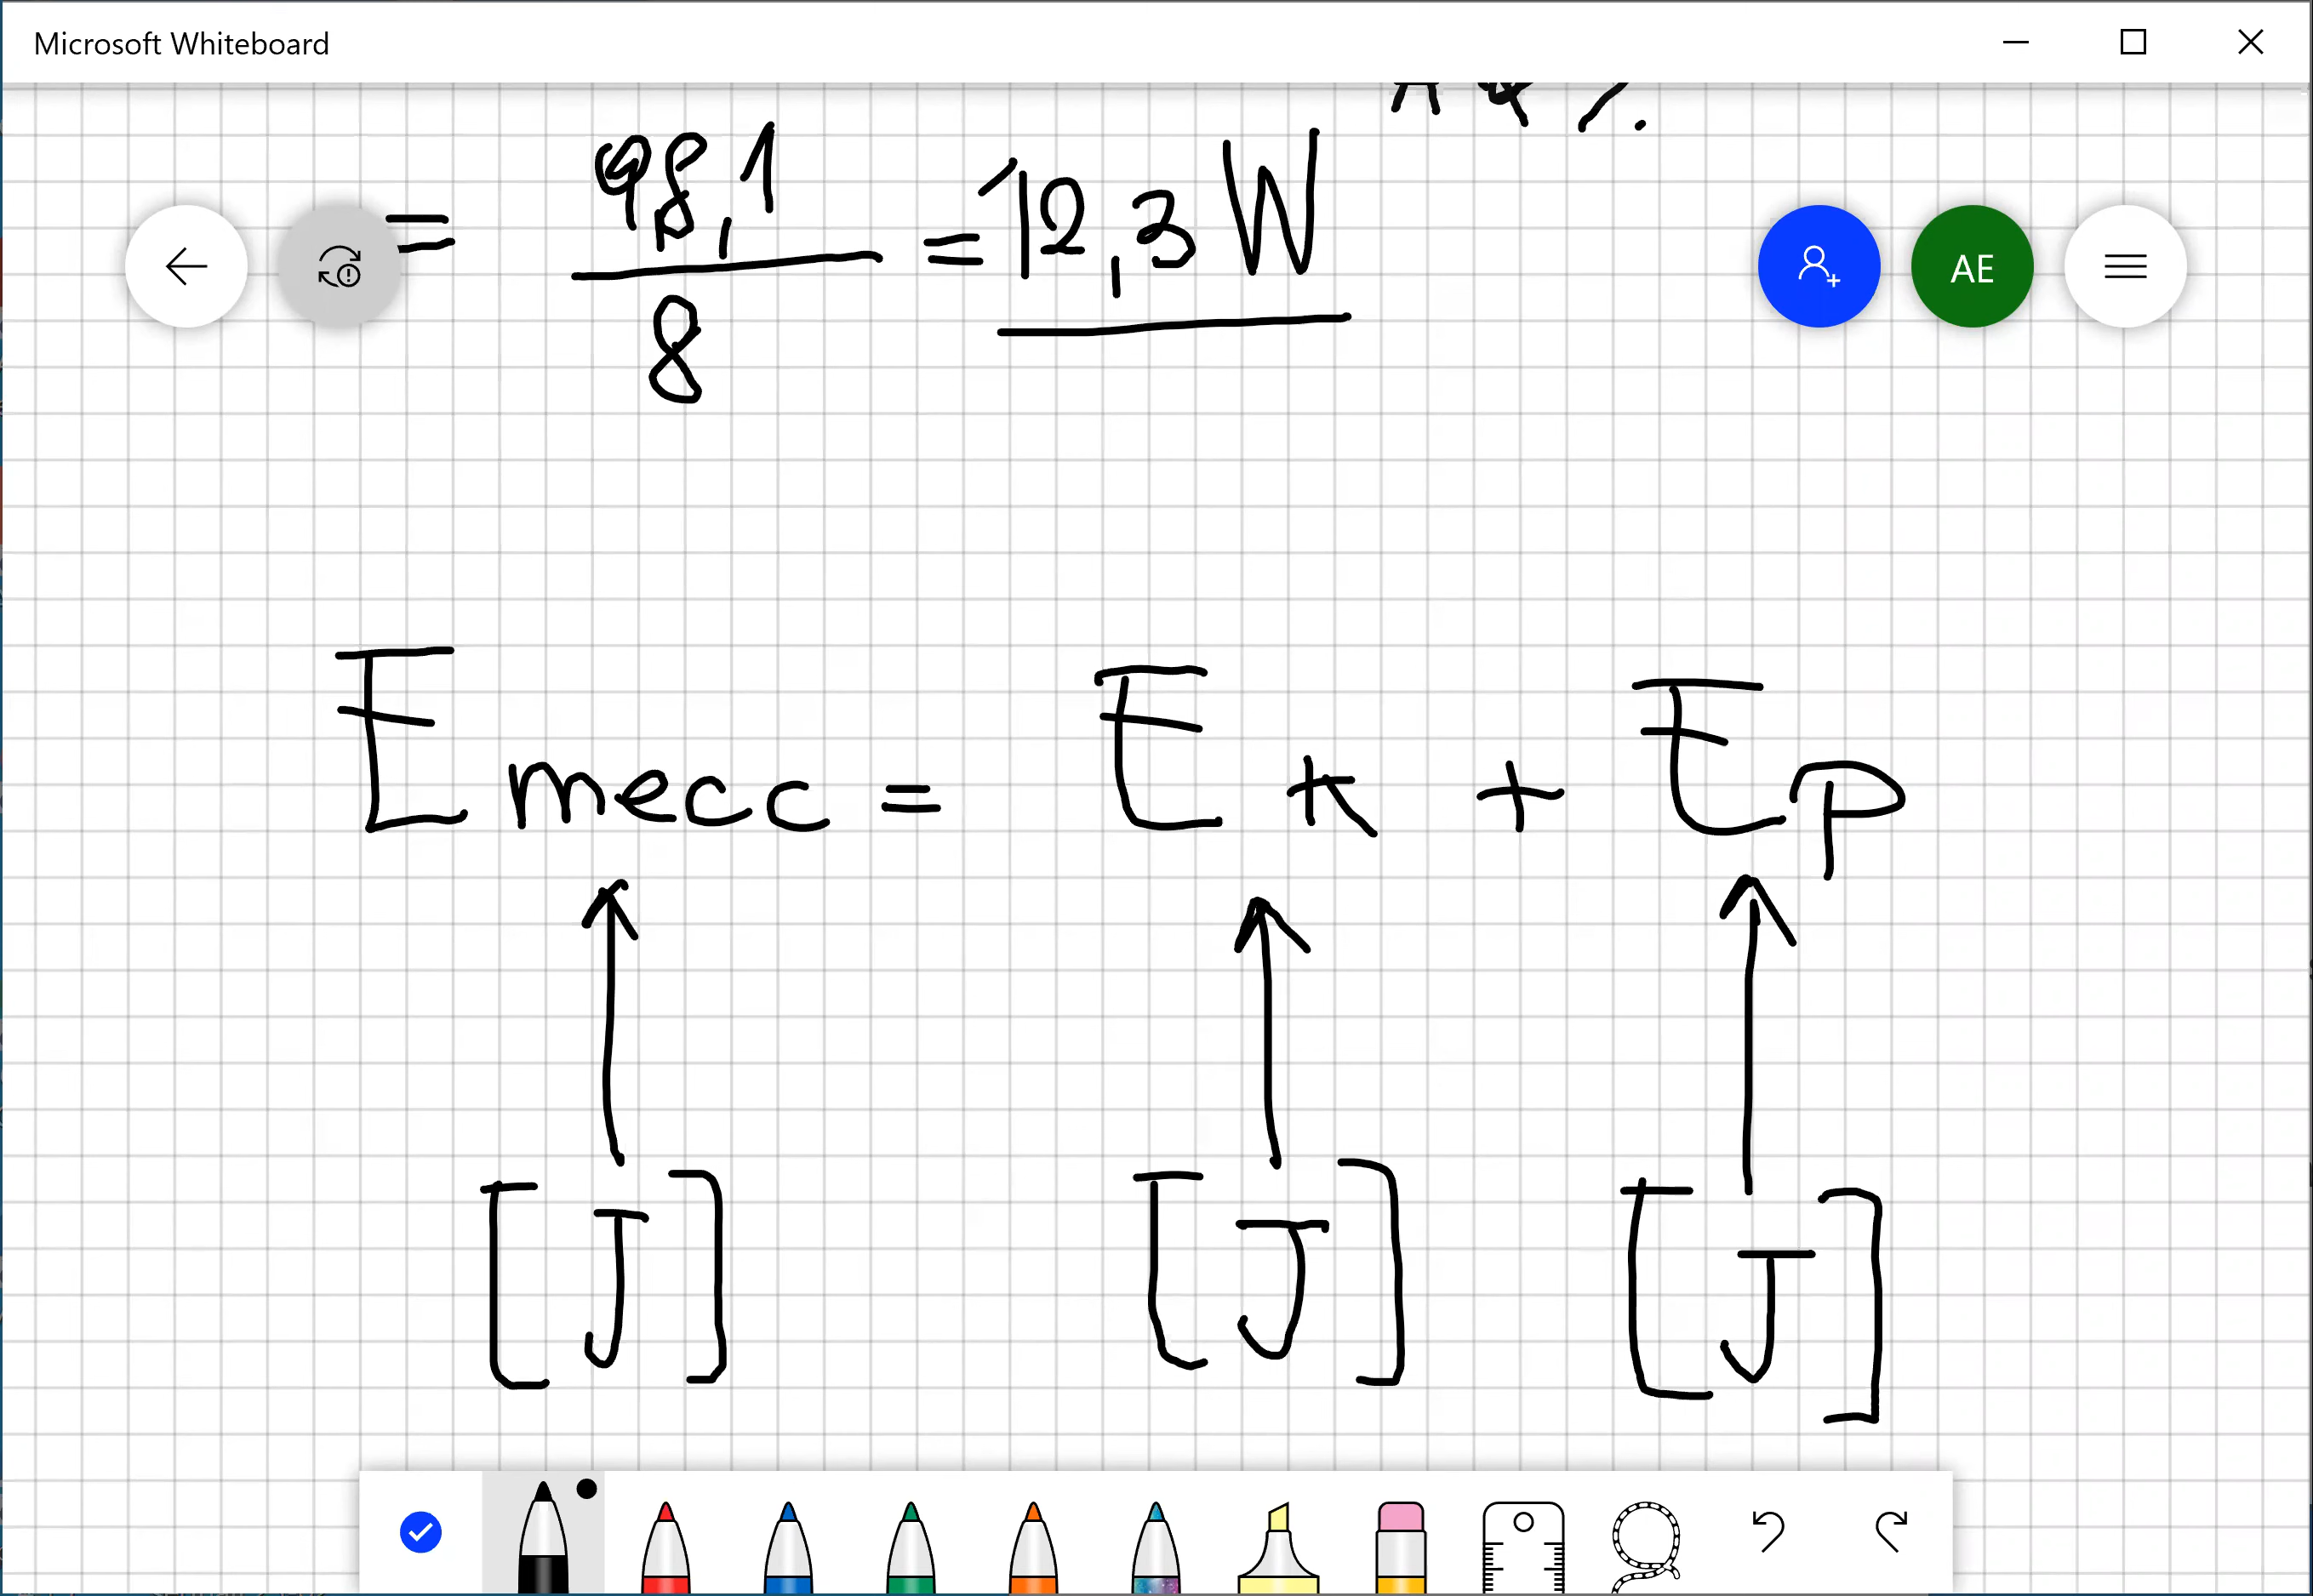 Microsoft Whiteboard
= 98,1 / 8 = 12,3 W
AE
E mecc = E k + E p
[J] [J] [J]